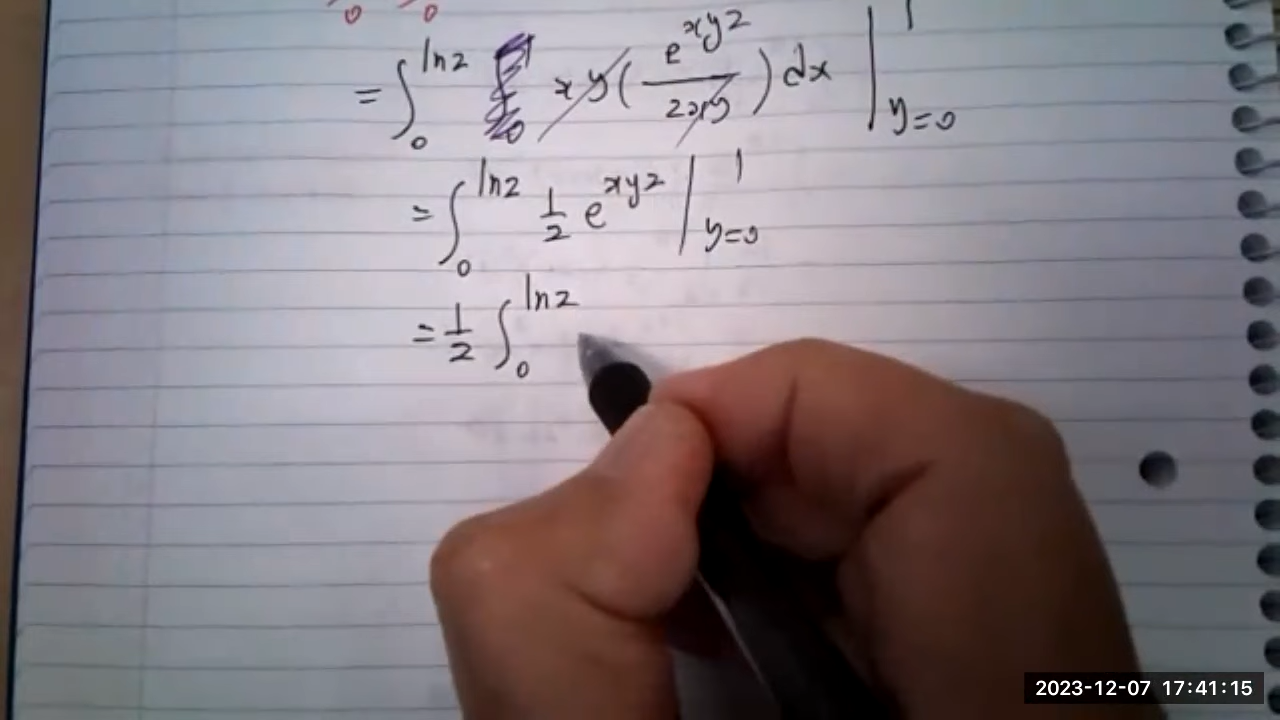 0 0
= ∫₀^{ln2} xy ( e^{xy2} / 2xy ) dx |_{y=0}^{1}
= ∫₀^{ln2} 1/2 e^{xy2} |_{y=0}^{1}
= 1/2 ∫₀^{ln2}
2023-12-07 17:41:15